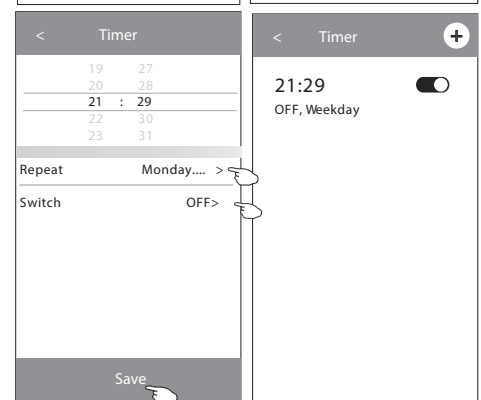 < Timer
19 27
20 28
21 : 29
22 30
23 31
Repeat Monday.... >
Switch OFF>
Save
< Timer +
21:29
OFF, Weekday